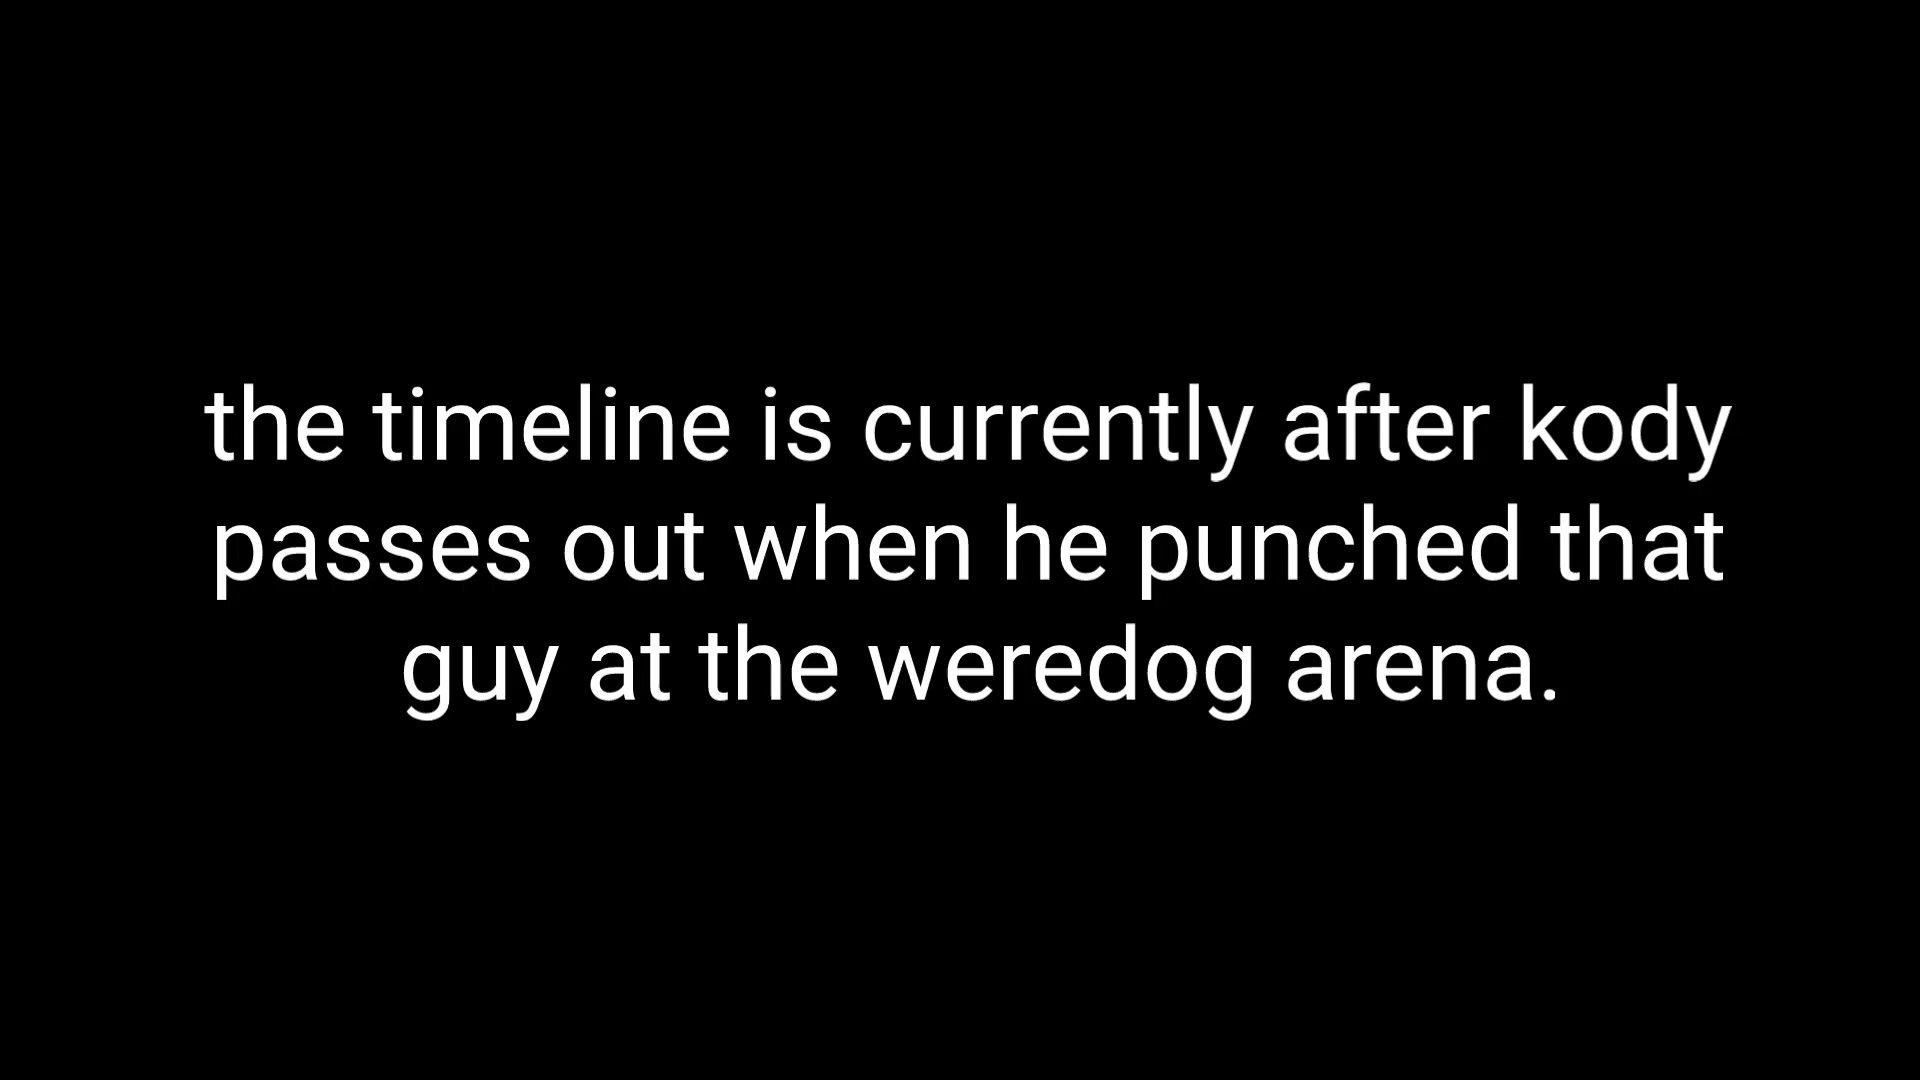 the timeline is currently after kody
passes out when he punched that
guy at the weredog arena.